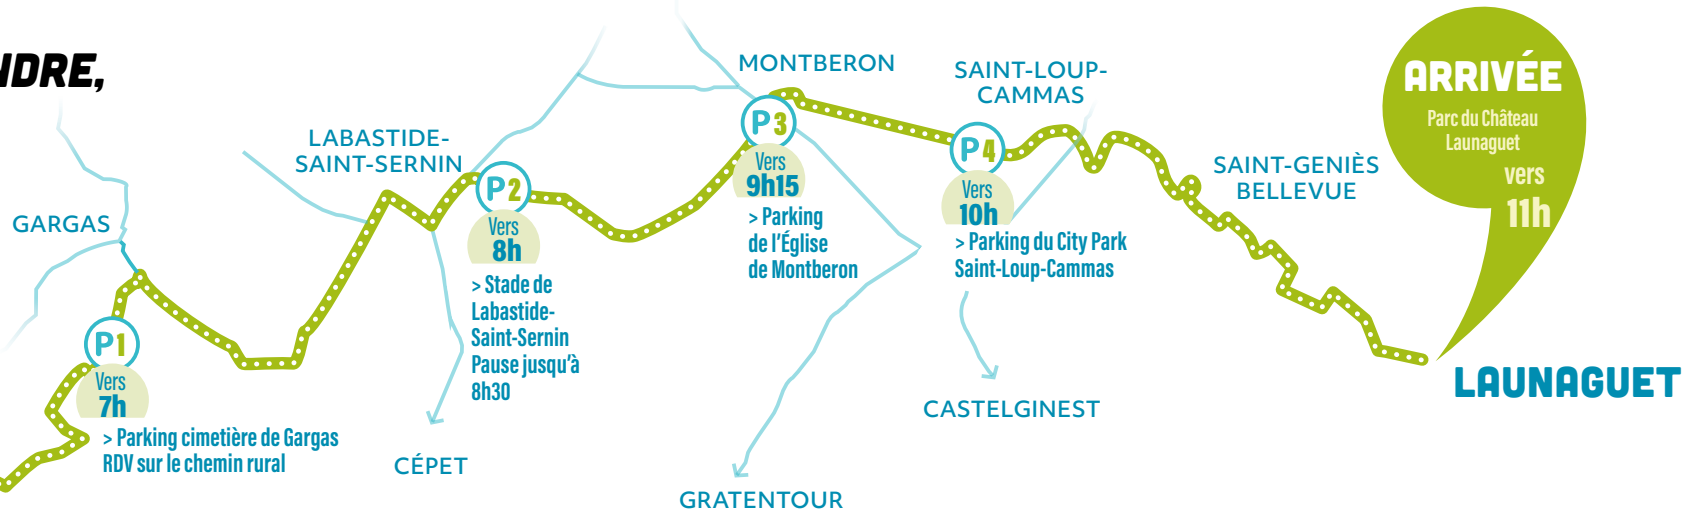 GARGAS
P1
Vers
7h
> Parking cimetière de Gargas
RDV sur le chemin rural
LABASTIDE-
SAINT-SERNIN
P2
Vers
8h
> Stade de
Labastide-
Saint-Sernin
Pause jusqu'à
8h30
CÉPET
MONTBERON
P3
Vers
9h15
> Parking
de l'Église
de Montberon
GRATENTOUR
SAINT-LOUP-
CAMMAS
P4
Vers
10h
> Parking du City Park
Saint-Loup-Cammas
CASTELGINEST
SAINT-GENIÈS
BELLEVUE
ARRIVÉE
Parc du Château
Launaguet
vers
11h
LAUNAGUET